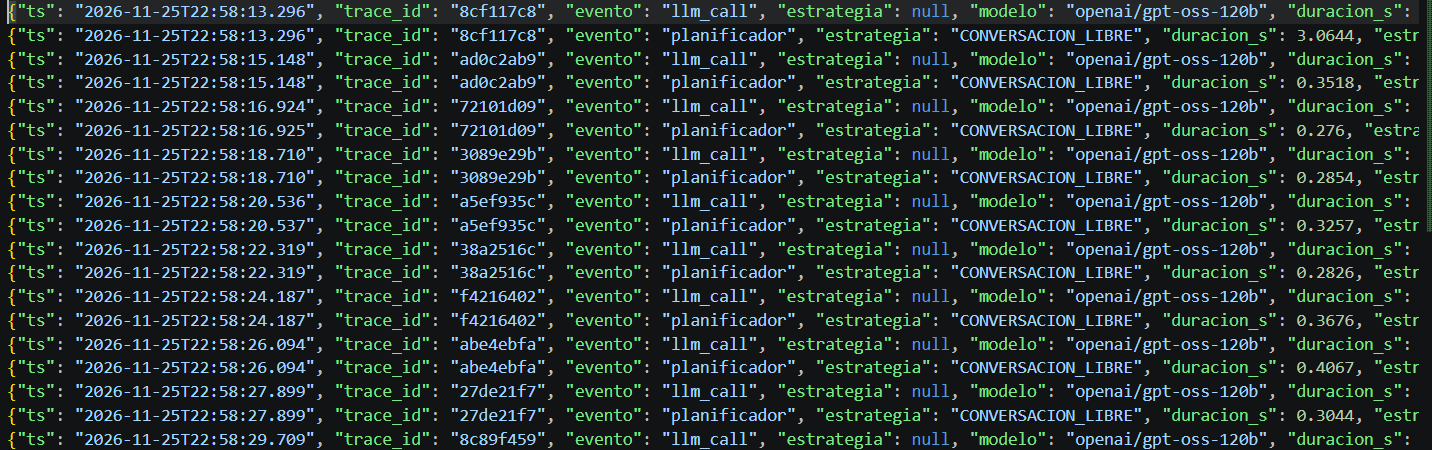 {"ts": "2026-11-25T22:58:13.296", "trace_id": "8cf117c8", "evento": "llm_call", "estrategia": null, "modelo": "openai/gpt-oss-120b", "duracion_s":
{"ts": "2026-11-25T22:58:13.296", "trace_id": "8cf117c8", "evento": "planificador", "estrategia": "CONVERSACION_LIBRE", "duracion_s": 3.0644, "estr
{"ts": "2026-11-25T22:58:15.148", "trace_id": "ad0c2ab9", "evento": "llm_call", "estrategia": null, "modelo": "openai/gpt-oss-120b", "duracion_s":
{"ts": "2026-11-25T22:58:15.148", "trace_id": "ad0c2ab9", "evento": "planificador", "estrategia": "CONVERSACION_LIBRE", "duracion_s": 0.3518, "estr
{"ts": "2026-11-25T22:58:16.924", "trace_id": "72101d09", "evento": "llm_call", "estrategia": null, "modelo": "openai/gpt-oss-120b", "duracion_s":
{"ts": "2026-11-25T22:58:16.925", "trace_id": "72101d09", "evento": "planificador", "estrategia": "CONVERSACION_LIBRE", "duracion_s": 0.276, "estra
{"ts": "2026-11-25T22:58:18.710", "trace_id": "3089e29b", "evento": "llm_call", "estrategia": null, "modelo": "openai/gpt-oss-120b", "duracion_s":
{"ts": "2026-11-25T22:58:18.710", "trace_id": "3089e29b", "evento": "planificador", "estrategia": "CONVERSACION_LIBRE", "duracion_s": 0.2854, "estr
{"ts": "2026-11-25T22:58:20.536", "trace_id": "a5ef935c", "evento": "llm_call", "estrategia": null, "modelo": "openai/gpt-oss-120b", "duracion_s":
{"ts": "2026-11-25T22:58:20.537", "trace_id": "a5ef935c", "evento": "planificador", "estrategia": "CONVERSACION_LIBRE", "duracion_s": 0.3257, "estr
{"ts": "2026-11-25T22:58:22.319", "trace_id": "38a2516c", "evento": "llm_call", "estrategia": null, "modelo": "openai/gpt-oss-120b", "duracion_s":
{"ts": "2026-11-25T22:58:22.319", "trace_id": "38a2516c", "evento": "planificador", "estrategia": "CONVERSACION_LIBRE", "duracion_s": 0.2826, "estr
{"ts": "2026-11-25T22:58:24.187", "trace_id": "f4216402", "evento": "llm_call", "estrategia": null, "modelo": "openai/gpt-oss-120b", "duracion_s":
{"ts": "2026-11-25T22:58:24.187", "trace_id": "f4216402", "evento": "planificador", "estrategia": "CONVERSACION_LIBRE", "duracion_s": 0.3676, "estr
{"ts": "2026-11-25T22:58:26.094", "trace_id": "abe4ebfa", "evento": "llm_call", "estrategia": null, "modelo": "openai/gpt-oss-120b", "duracion_s":
{"ts": "2026-11-25T22:58:26.094", "trace_id": "abe4ebfa", "evento": "planificador", "estrategia": "CONVERSACION_LIBRE", "duracion_s": 0.4067, "estr
{"ts": "2026-11-25T22:58:27.899", "trace_id": "27de21f7", "evento": "llm_call", "estrategia": null, "modelo": "openai/gpt-oss-120b", "duracion_s":
{"ts": "2026-11-25T22:58:27.899", "trace_id": "27de21f7", "evento": "planificador", "estrategia": "CONVERSACION_LIBRE", "duracion_s": 0.3044, "estr
{"ts": "2026-11-25T22:58:29.709", "trace_id": "8c89f459", "evento": "llm_call", "estrategia": null, "modelo": "openai/gpt-oss-120b", "duracion_s":